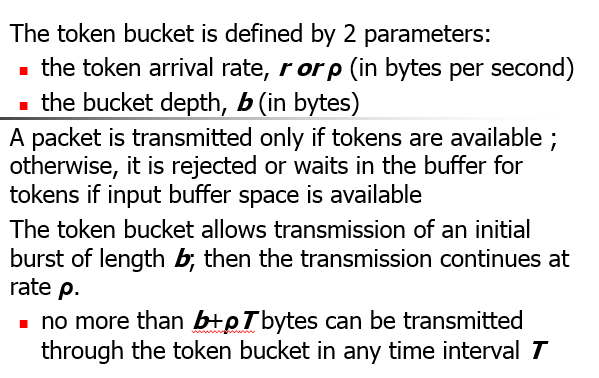 The token bucket is defined by 2 parameters:
▪ the token arrival rate, r or ρ (in bytes per second)
▪ the bucket depth, b (in bytes)
A packet is transmitted only if tokens are available ;
otherwise, it is rejected or waits in the buffer for
tokens if input buffer space is available
The token bucket allows transmission of an initial
burst of length b; then the transmission continues at
rate ρ.
▪ no more than b+ρT bytes can be transmitted
through the token bucket in any time interval T